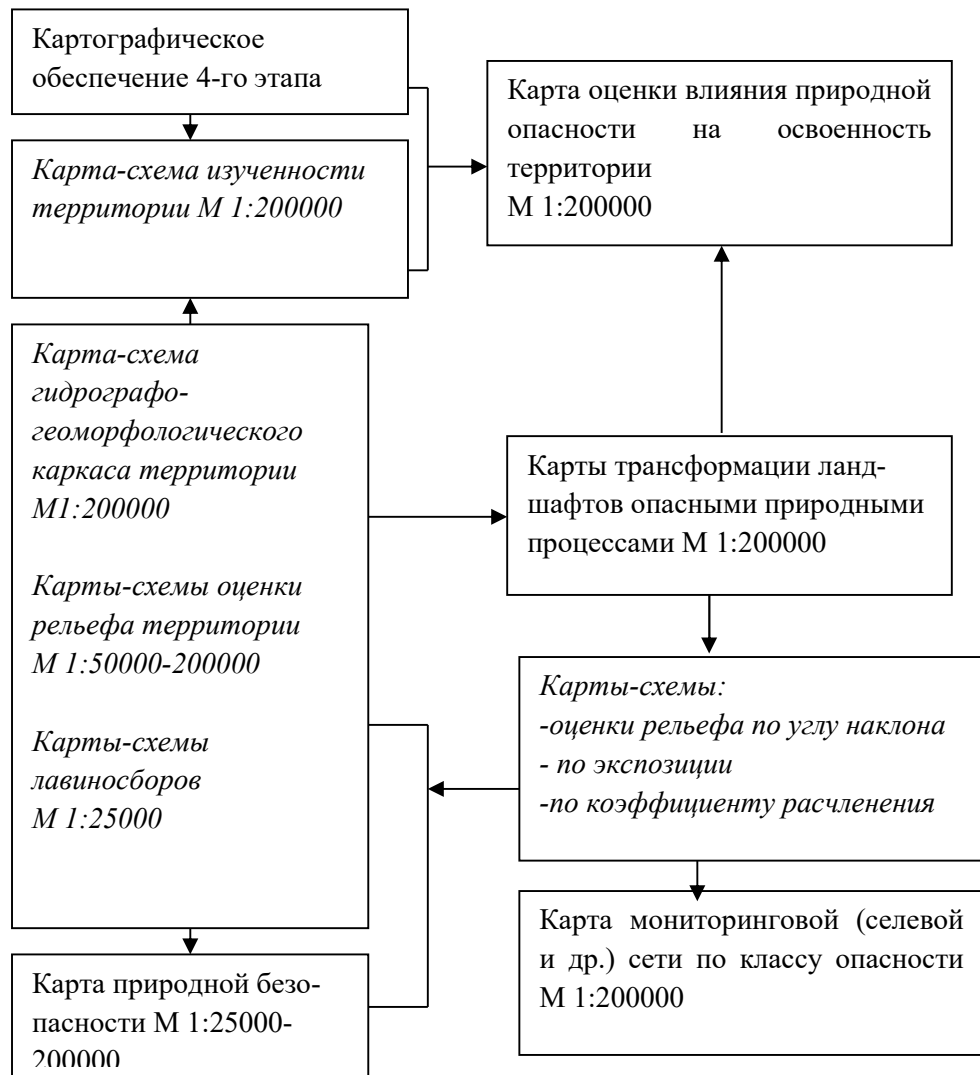 Картографическое
обеспечение 4-го этапа
Карта-схема изученности
территории М 1:200000
Карта-схема
гидрографо-
геоморфологического
каркаса территории
М1:200000
Карты-схемы оценки
рельефа территории
М 1:50000-200000
Карты-схемы
лавиносборов
М 1:25000
Карта природной безо-
пасности М 1:25000-
200000
Карта оценки влияния природной
опасности на освоенность
территории
М 1:200000
Карты трансформации ланд-
шафтов опасными природными
процессами М 1:200000
Карты-схемы:
-оценки рельефа по углу наклона
- по экспозиции
-по коэффициенту расчленения
Карта мониторинговой (селевой
и др.) сети по классу опасности
М 1:200000